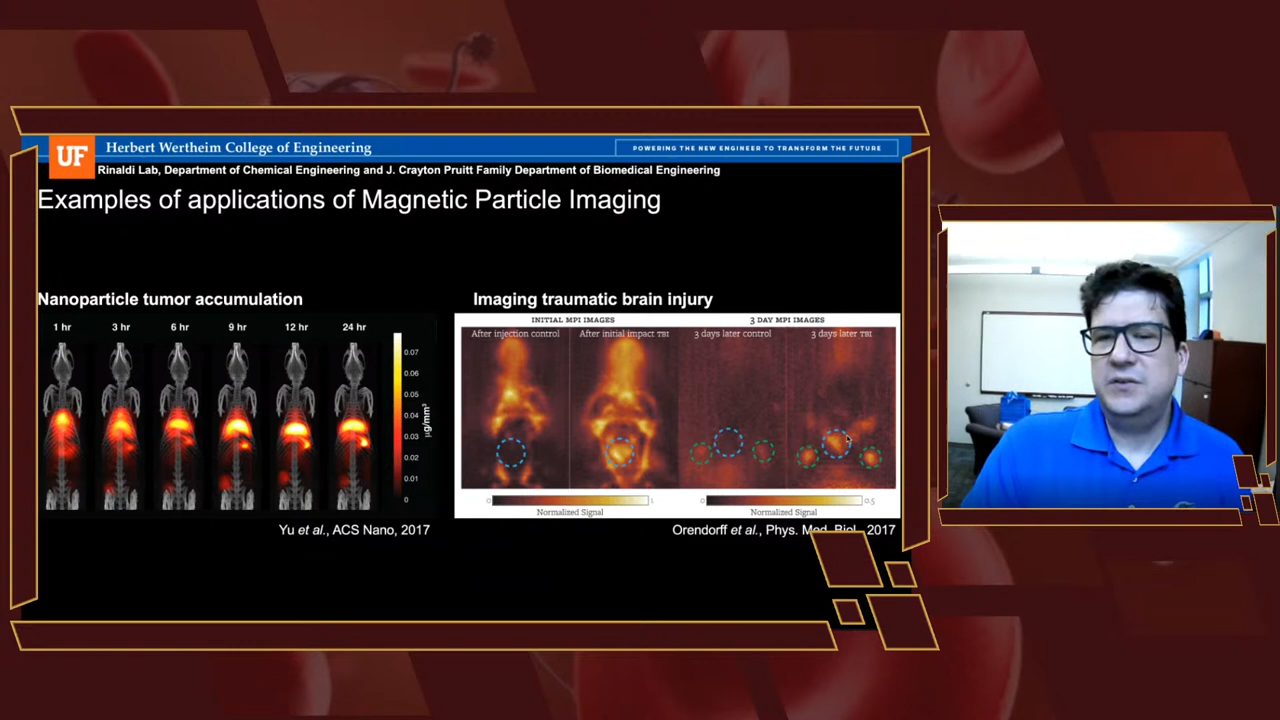 UF
Herbert Wertheim College of Engineering
POWERING THE NEW ENGINEER TO TRANSFORM THE FUTURE
Rinaldi Lab, Department of Chemical Engineering and J. Crayton Pruitt Family Department of Biomedical Engineering
Examples of applications of Magnetic Particle Imaging
Nanoparticle tumor accumulation
1 hr 3 hr 6 hr 9 hr 12 hr 24 hr
0.07
0.06
0.05
0.04
0.03
0.02
0.01
0
µg/mm³
Yu et al., ACS Nano, 2017
Imaging traumatic brain injury
INITIAL MPI IMAGES 3 DAY MPI IMAGES
After injection control After initial impact TBI 3 days later control 3 days later TBI
0 1 0 0.5
Normalized Signal Normalized Signal
Orendorff et al., Phys. Med. Biol., 2017